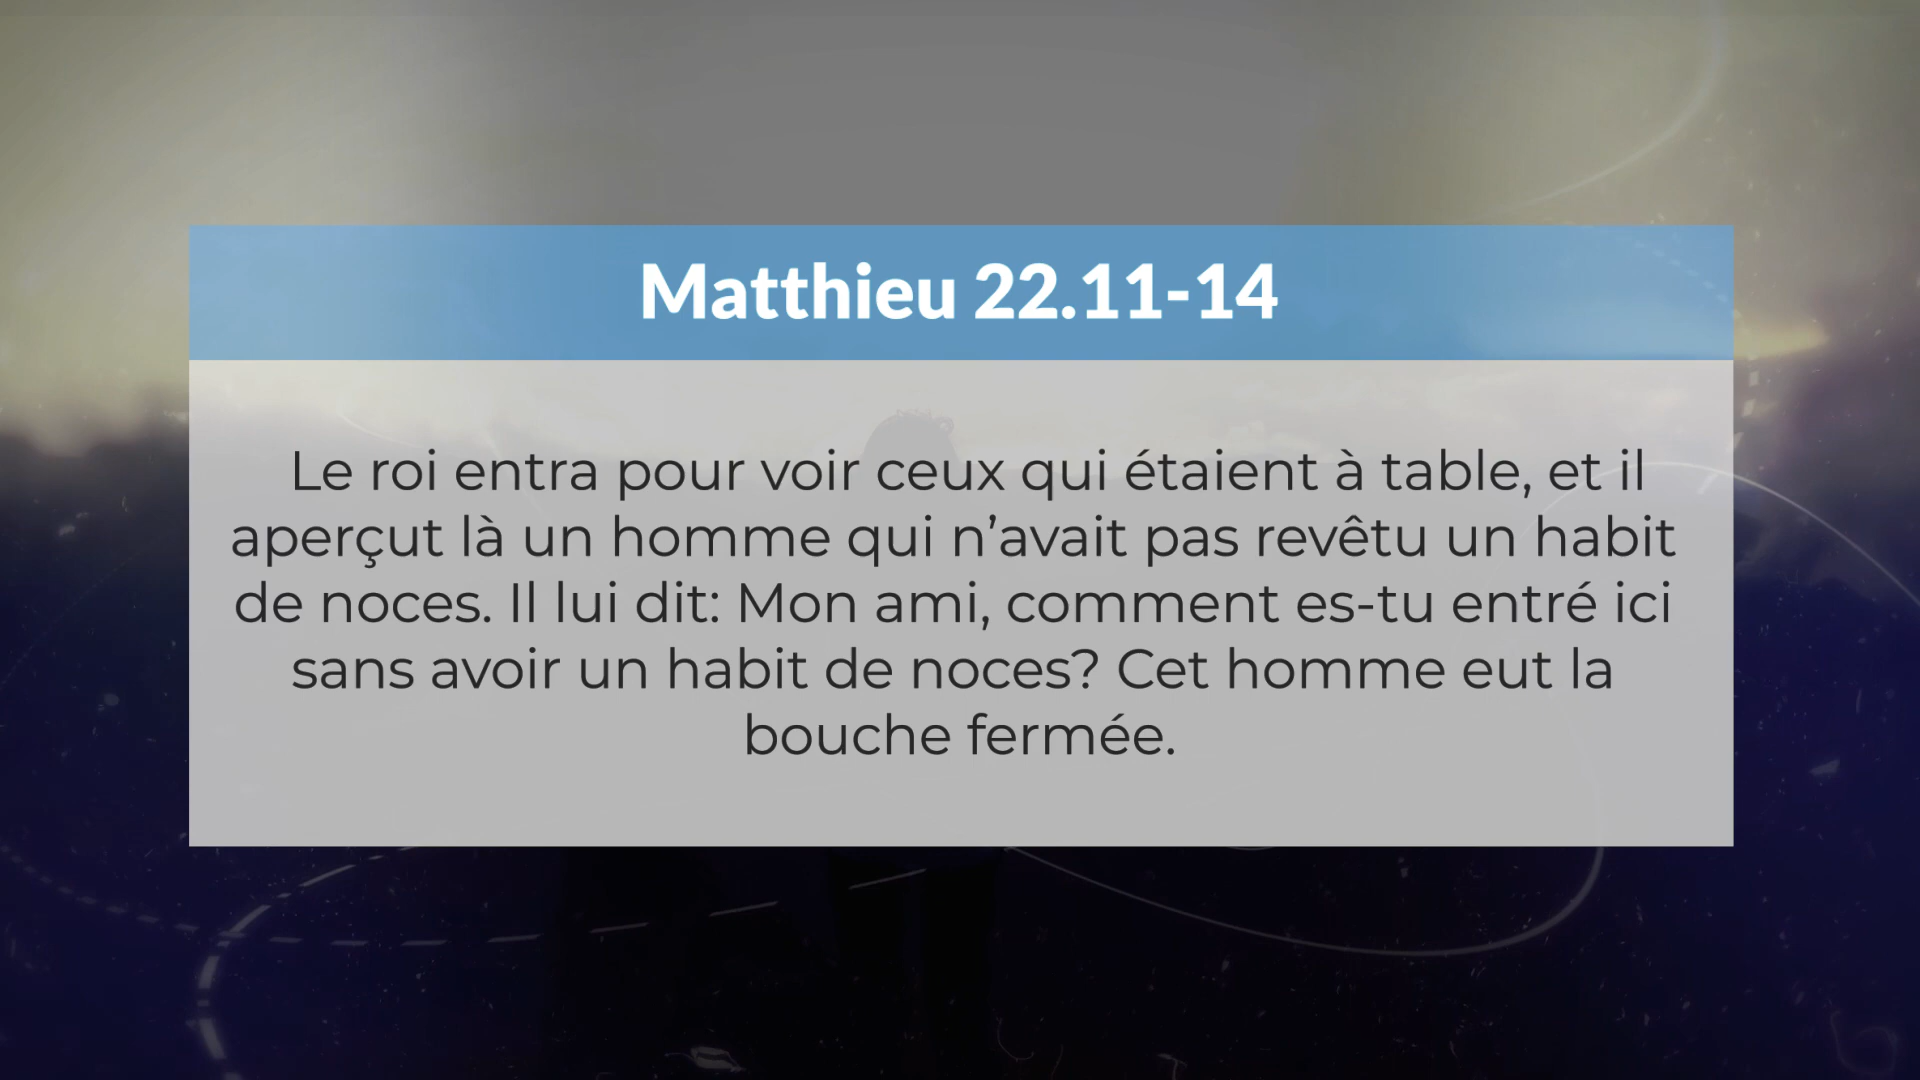 Matthieu 22.11-14
Le roi entra pour voir ceux qui étaient à table, et il
aperçut là un homme qui n’avait pas revêtu un habit
de noces. Il lui dit: Mon ami, comment es-tu entré ici
sans avoir un habit de noces? Cet homme eut la
bouche fermée.